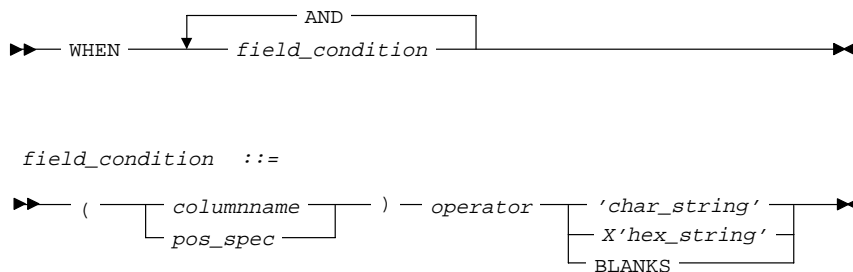 AND
WHEN field_condition
field_condition ::=
( columnname ) operator 'char_string'
pos_spec X'hex_string'
BLANKS